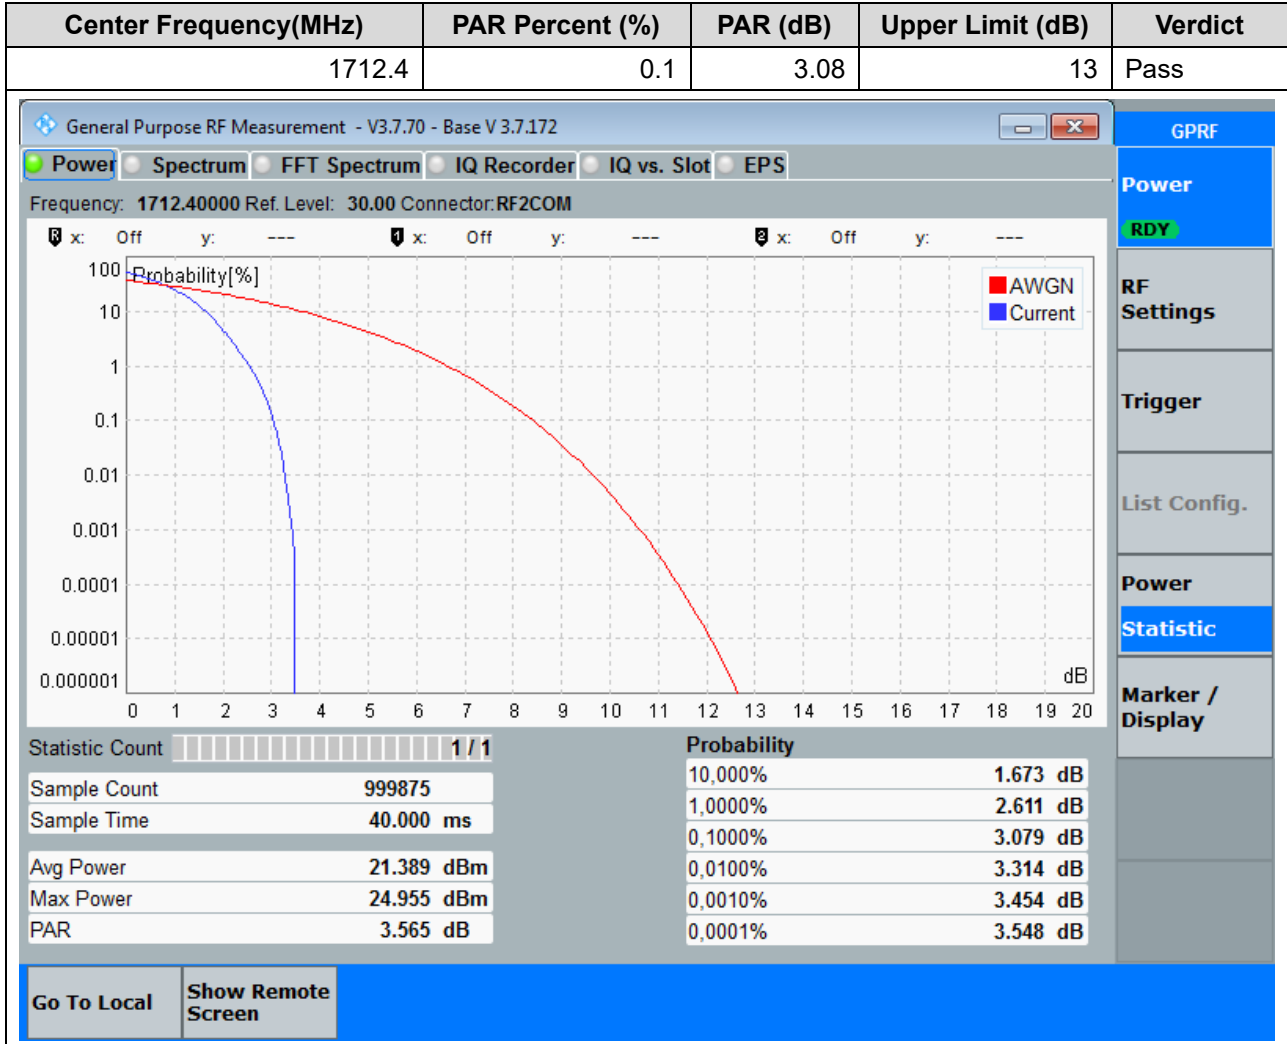 Center Frequency(MHz) PAR Percent (%) PAR (dB) Upper Limit (dB) Verdict
1712.4 0.1 3.08 13 Pass
General Purpose RF Measurement - V3.7.70 - Base V 3.7.172
GPRF
Power Spectrum FFT Spectrum IQ Recorder IQ vs. Slot EPS
Frequency: 1712.40000 Ref. Level: 30.00 Connector:RF2COM
R x: Off y: --- 1 x: Off y: --- 2 x: Off y: ---
Probability[%]
AWGN
Current
100
10
1
0.1
0.01
0.001
0.0001
0.00001
0.000001
dB
0 1 2 3 4 5 6 7 8 9 10 11 12 13 14 15 16 17 18 19 20
Statistic Count 1 / 1
Sample Count 999875
Sample Time 40.000 ms
Avg Power 21.389 dBm
Max Power 24.955 dBm
PAR 3.565 dB
Probability
10,000% 1.673 dB
1,0000% 2.611 dB
0,1000% 3.079 dB
0,0100% 3.314 dB
0,0010% 3.454 dB
0,0001% 3.548 dB
Power
RDY
RF
Settings
Trigger
List Config.
Power
Statistic
Marker /
Display
Go To Local
Show Remote
Screen